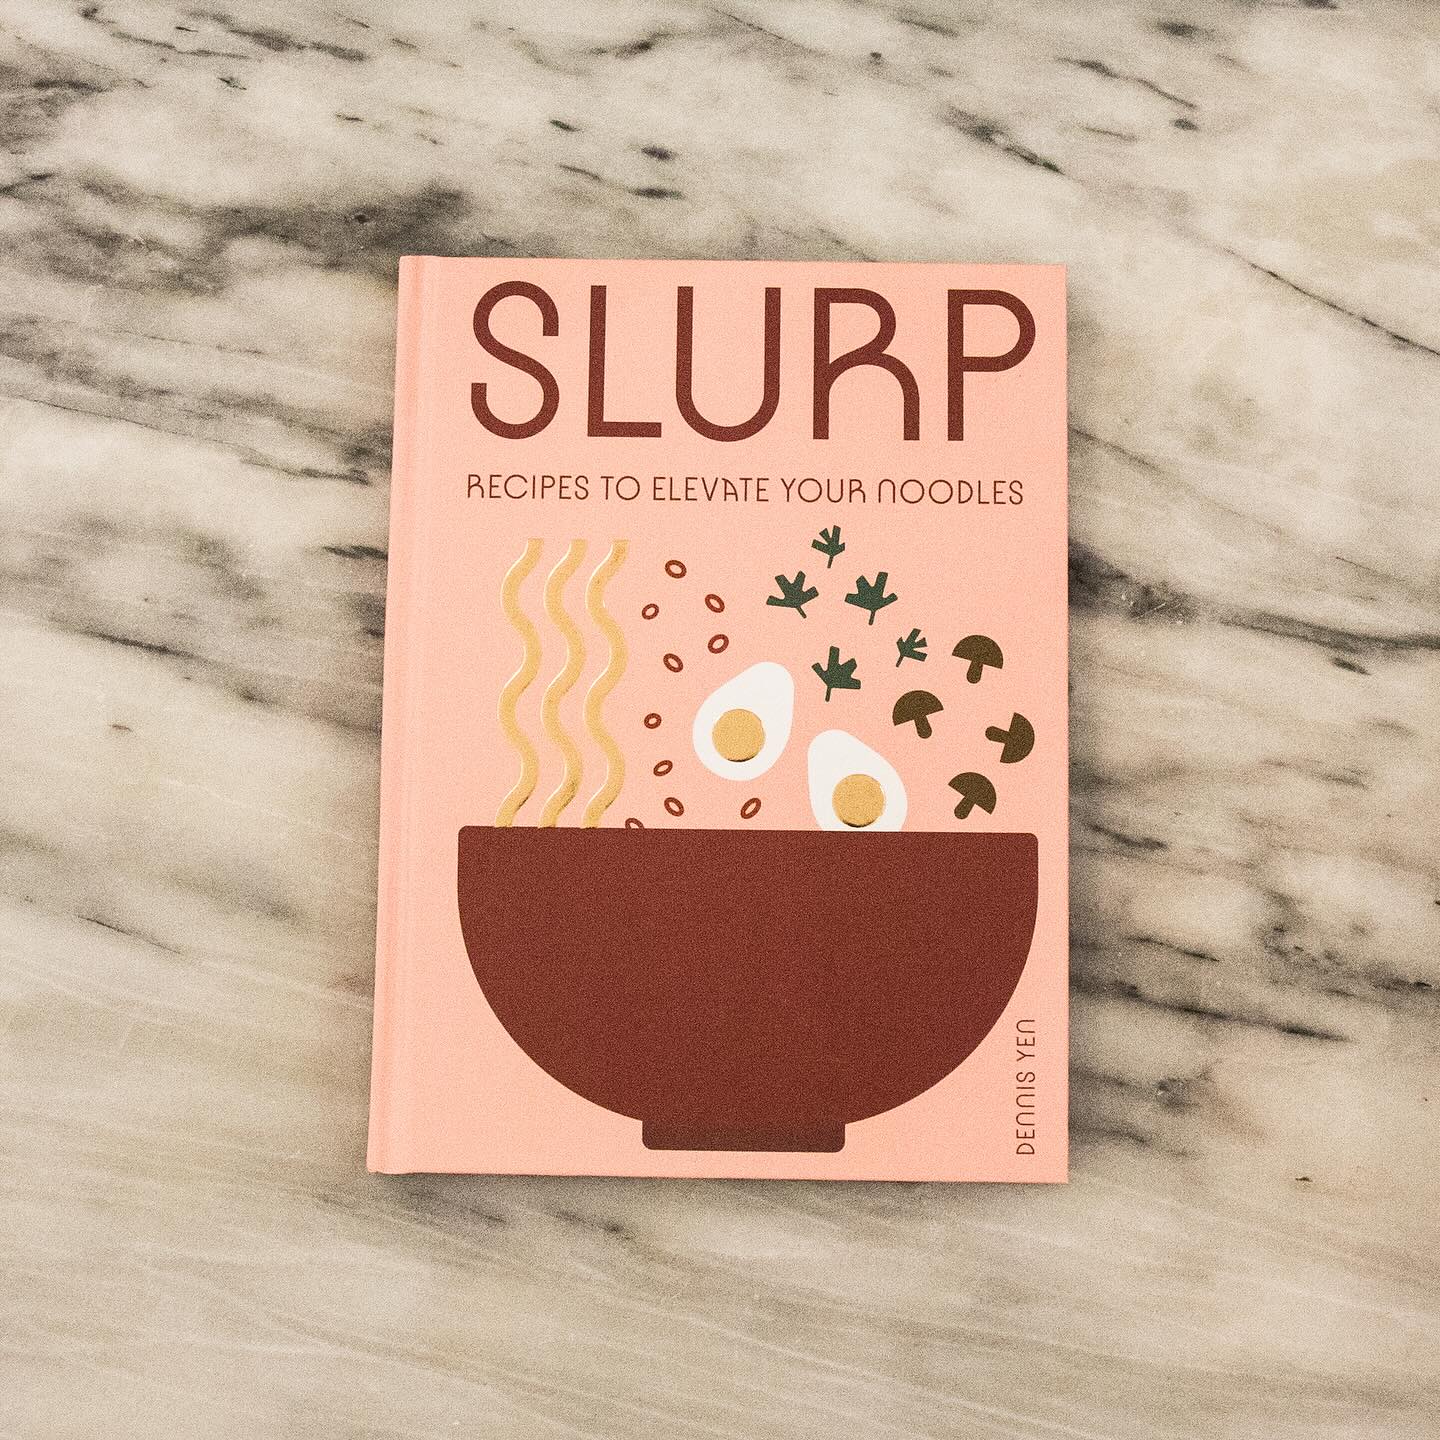 SLURP
RECIPES TO ELEVATE YOUR NOODLES
DENNIS YEN